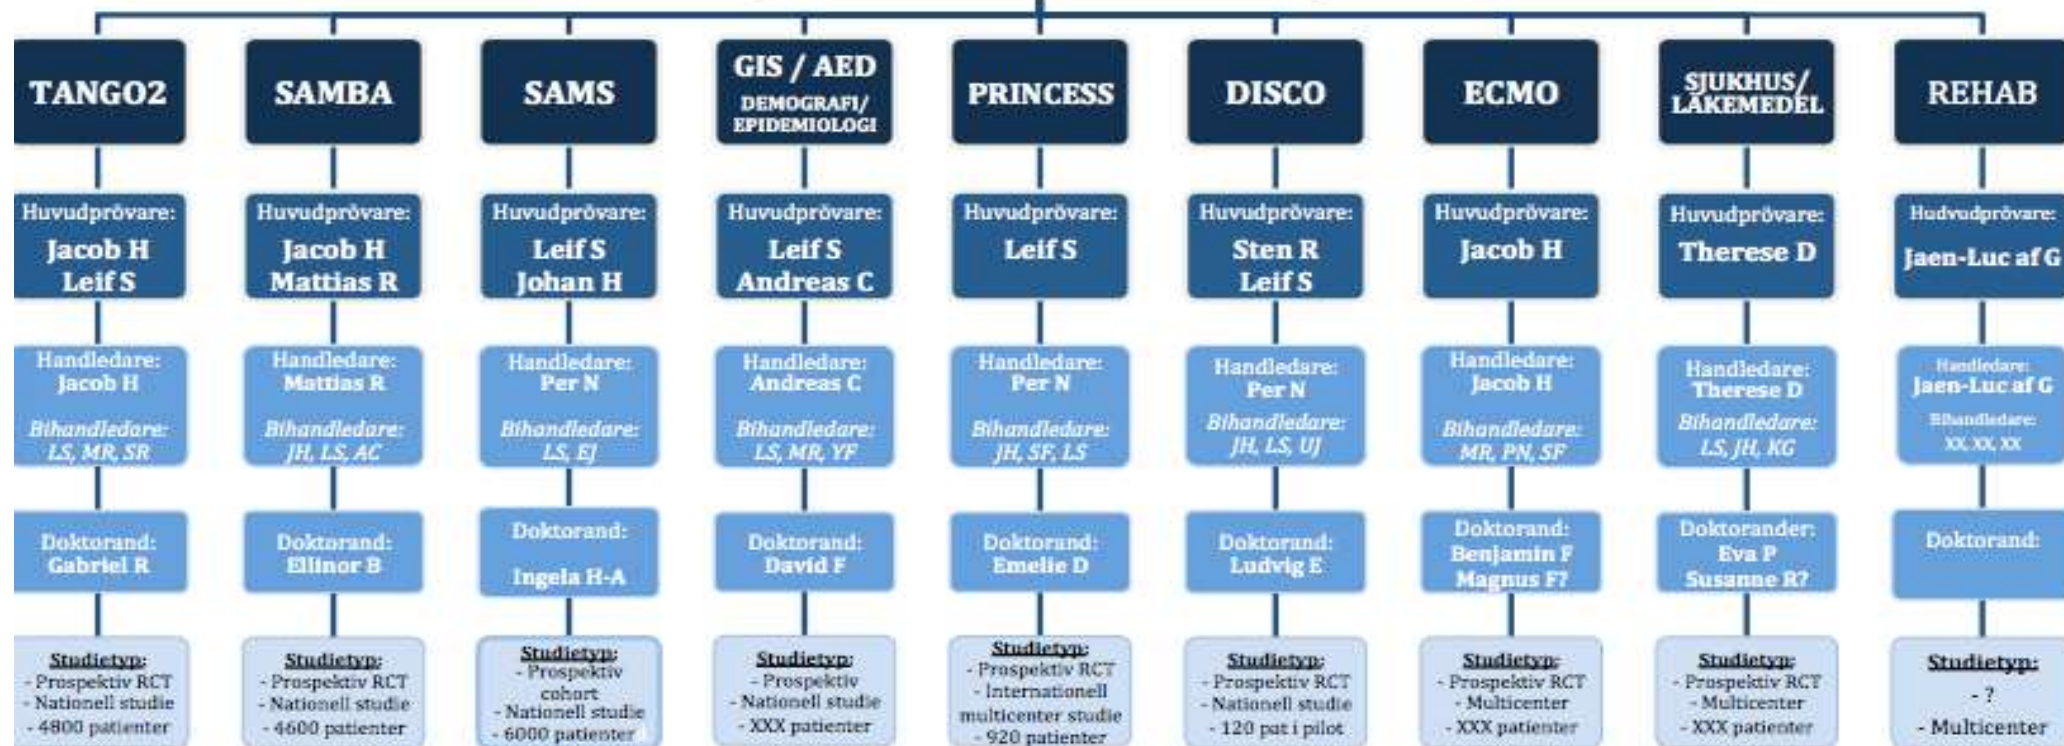 TANGO2
Huvudprövare:
Jacob H
Leif S
Handledare:
Jacob H
Bihandledare:
LS, MR, SR
Doktorand:
Gabriel R
Studietyp:
- Prospektiv RCT
- Nationell studie
- 4800 patienter
SAMBA
Huvudprövare:
Jacob H
Mattias R
Handledare:
Mattias R
Bihandledare:
JH, LS, AC
Doktorand:
Ellinor B
Studietyp:
- Prospektiv RCT
- Nationell studie
- 4600 patienter
SAMS
Huvudprövare:
Leif S
Johan H
Handledare:
Per N
Bihandledare:
LS, EJ
Doktorand:
Ingela H-A
Studietyp:
- Prospektiv
cohort
- Nationell studie
- 6000 patienter
GIS / AED
DEMOGRAFI/
EPIDEMIOLOGI
Huvudprövare:
Leif S
Andreas C
Handledare:
Andreas C
Bihandledare:
LS, MR, YF
Doktorand:
David F
Studietyp:
- Prospektiv
- Nationell studie
- XXX patienter
PRINCESS
Huvudprövare:
Leif S
Handledare:
Per N
Bihandledare:
JH, SF, LS
Doktorand:
Emelie D
Studietyp:
- Prospektiv RCT
- Internationell
multicenter studie
- 920 patienter
DISCO
Huvudprövare:
Sten R
Leif S
Handledare:
Per N
Bihandledare:
JH, LS, UJ
Doktorand:
Ludvig E
Studietyp:
- Prospektiv RCT
- Nationell studie
- 120 pat i pilot
ECMO
Huvudprövare:
Jacob H
Handledare:
Jacob H
Bihandledare:
MR, PN, SF
Doktorand:
Benjamin F
Magnus F?
Studietyp:
- Prospektiv RCT
- Multicenter
- XXX patienter
SJUKHUS/
LÄKEMEDEL
Huvudprövare:
Therese D
Handledare:
Therese D
Bihandledare:
LS, JH, KG
Doktorander:
Eva P
Susanne R?
Studietyp:
- Prospektiv RCT
- Multicenter
- XXX patienter
REHAB
Hudvudprövare:
Jaen-Luc af G
Handledare:
Jaen-Luc af G
Bihandledare:
XX, XX, XX
Doktorand:
Studietyp:
- ?
- Multicenter